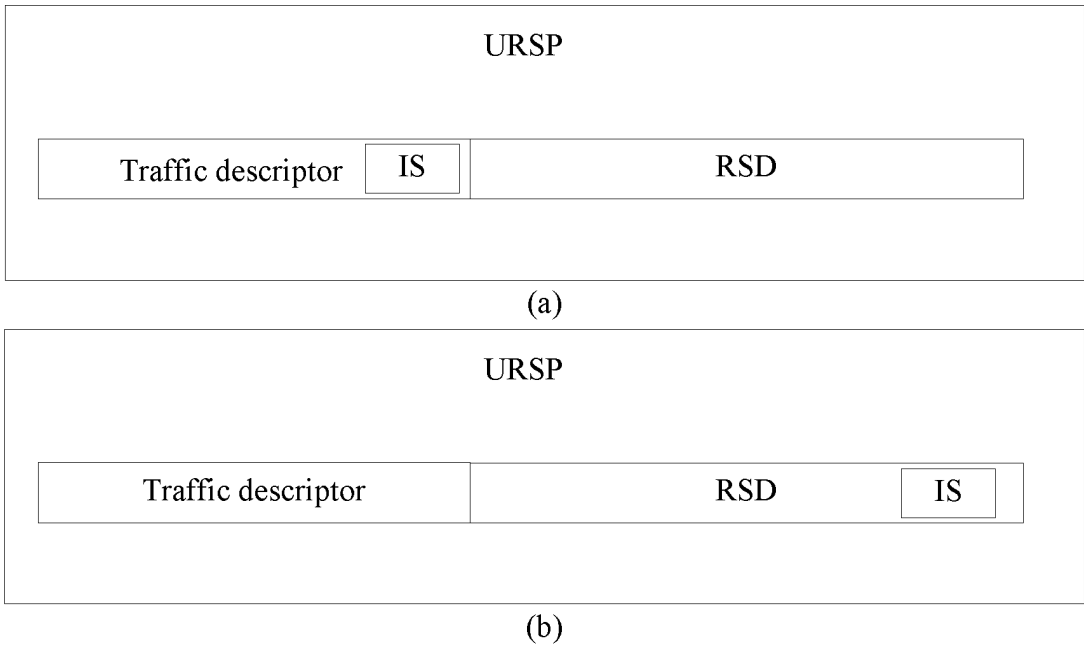 URSP
Traffic descriptor IS RSD
(a)
URSP
Traffic descriptor RSD IS
(b)